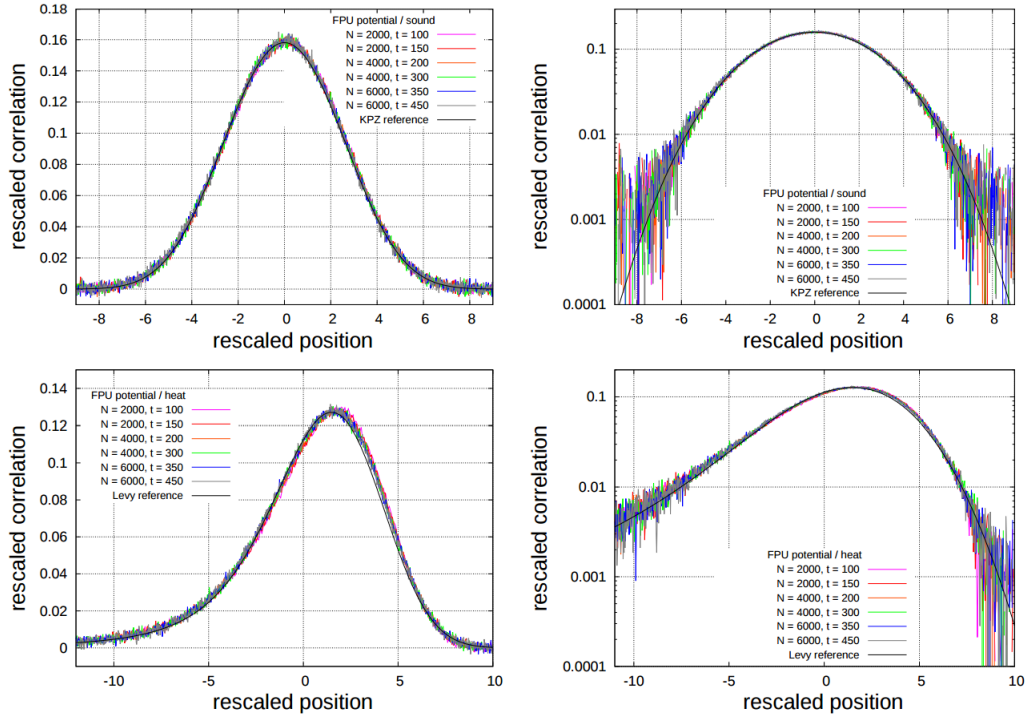 0.18
0.16
0.14
0.12
0.1
0.08
0.06
0.04
0.02
0
rescaled correlation
FPU potential / sound
N = 2000, t = 100
N = 2000, t = 150
N = 4000, t = 200
N = 4000, t = 300
N = 6000, t = 350
N = 6000, t = 450
KPZ reference
-8 -6 -4 -2 0 2 4 6 8
rescaled position
0.1
0.01
0.001
0.0001
rescaled correlation
FPU potential / sound
N = 2000, t = 100
N = 2000, t = 150
N = 4000, t = 200
N = 4000, t = 300
N = 6000, t = 350
N = 6000, t = 450
KPZ reference
-8 -6 -4 -2 0 2 4 6 8
rescaled position
0.14
0.12
0.1
0.08
0.06
0.04
0.02
0
rescaled correlation
FPU potential / heat
N = 2000, t = 100
N = 2000, t = 150
N = 4000, t = 200
N = 4000, t = 300
N = 6000, t = 350
N = 6000, t = 450
Levy reference
-10 -5 0 5 10
rescaled position
0.1
0.01
0.001
0.0001
rescaled correlation
FPU potential / heat
N = 2000, t = 100
N = 2000, t = 150
N = 4000, t = 200
N = 4000, t = 300
N = 6000, t = 350
N = 6000, t = 450
Levy reference
-10 -5 0 5 10
rescaled position